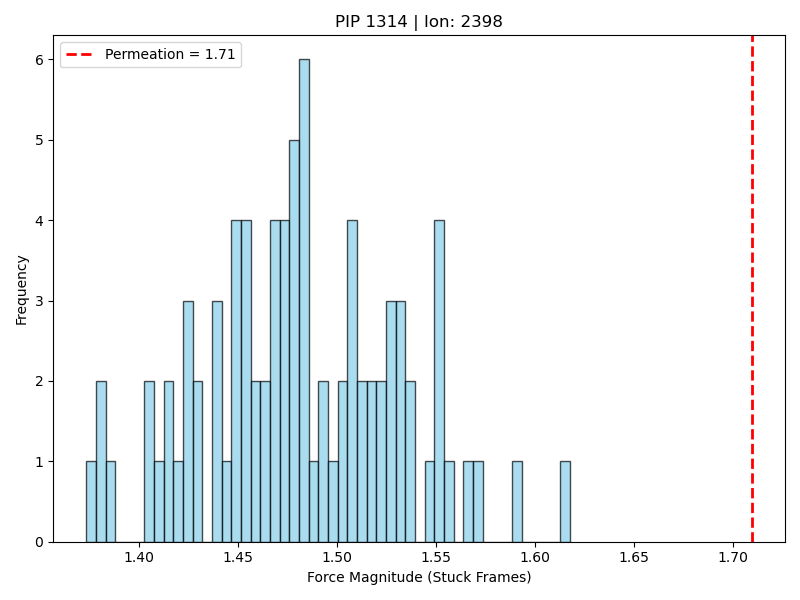 PIP 1314 | Ion: 2398
Permeation = 1.71
Frequency
6
5
4
3
2
1
0
1.40 1.45 1.50 1.55 1.60 1.65 1.70
Force Magnitude (Stuck Frames)